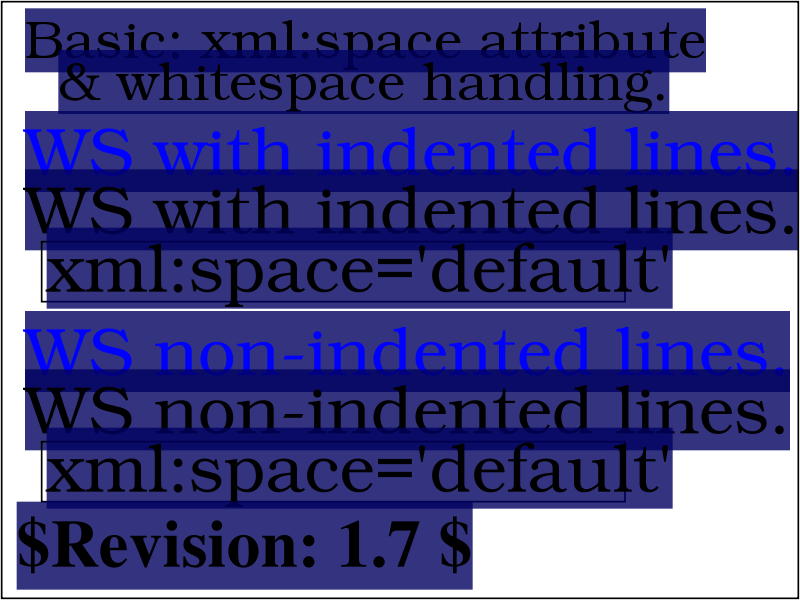 Basic: xml:space attribute
& whitespace handling.
WS with indented lines.
WS with indented lines.
xml:space='default'
WS non-indented lines.
WS non-indented lines.
xml:space='default'
$Revision: 1.7 $